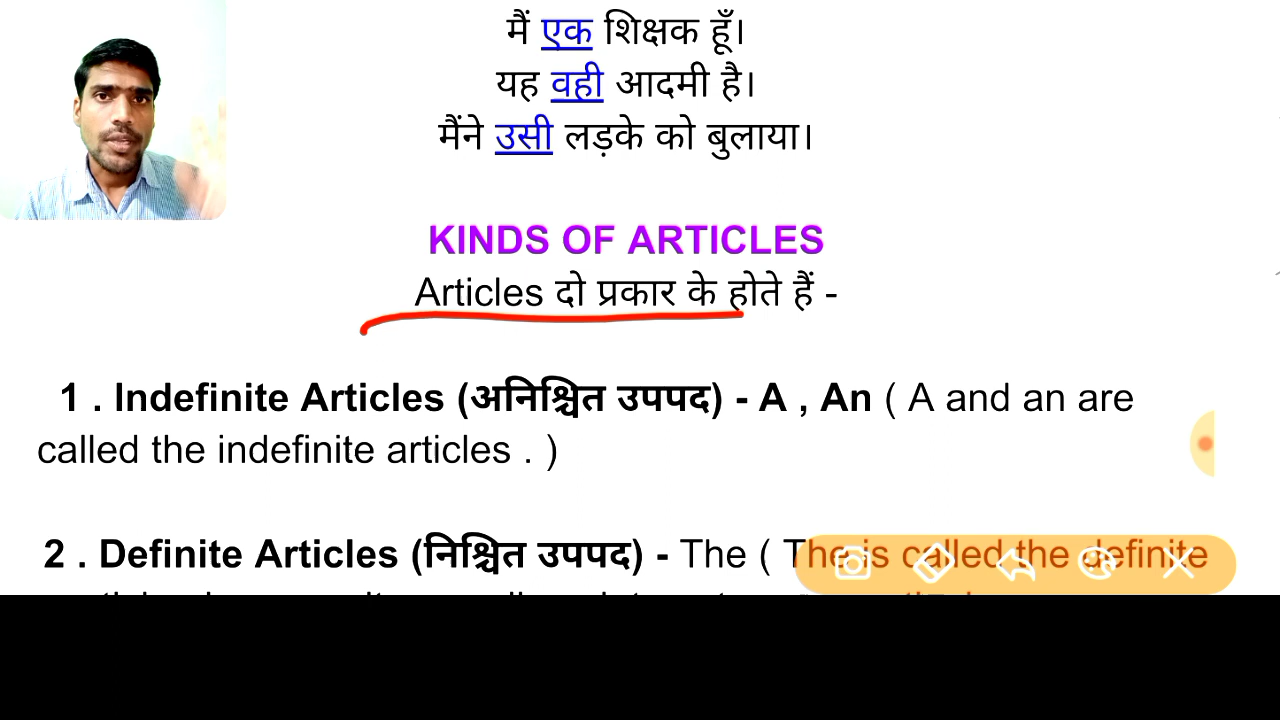 मैं एक शिक्षक हूँ।
यह वही आदमी है।
मैंने उसी लड़के को बुलाया।
KINDS OF ARTICLES
Articles दो प्रकार के होते हैं -
1 . Indefinite Articles (अनिश्चित उपपद) - A , An ( A and an are
called the indefinite articles . )
2 . Definite Articles (निश्चित उपपद) - The ( The is called the definite